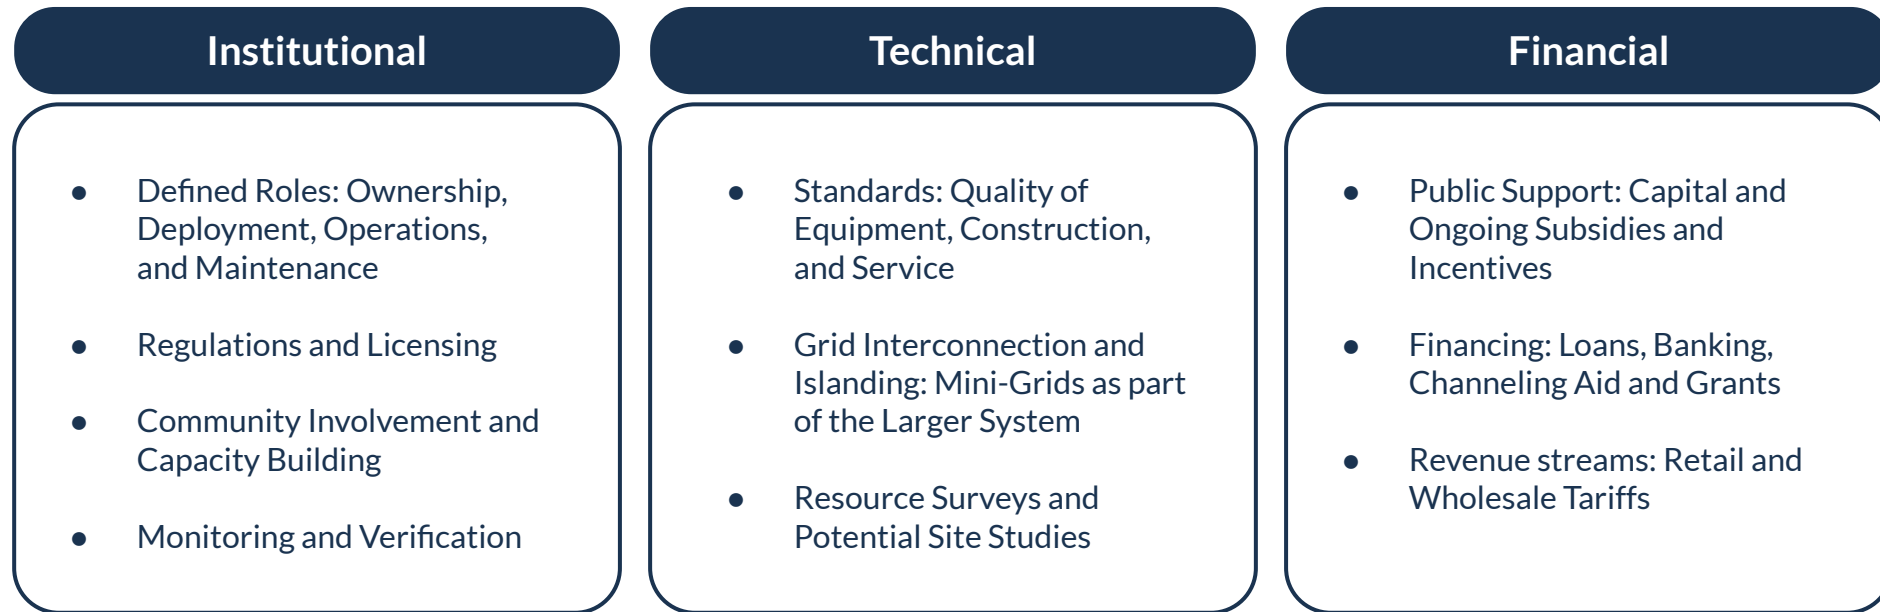 Institutional
● Defined Roles: Ownership,
Deployment, Operations,
and Maintenance
● Regulations and Licensing
● Community Involvement and
Capacity Building
● Monitoring and Verification
Technical
● Standards: Quality of
Equipment, Construction,
and Service
● Grid Interconnection and
Islanding: Mini-Grids as part
of the Larger System
● Resource Surveys and
Potential Site Studies
Financial
● Public Support: Capital and
Ongoing Subsidies and
Incentives
● Financing: Loans, Banking,
Channeling Aid and Grants
● Revenue streams: Retail and
Wholesale Tariffs